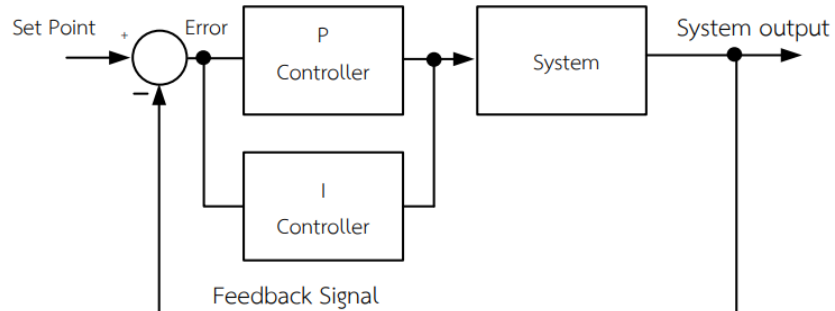 Set Point
+
Error
P
Controller
System
System output
−
I
Controller
Feedback Signal